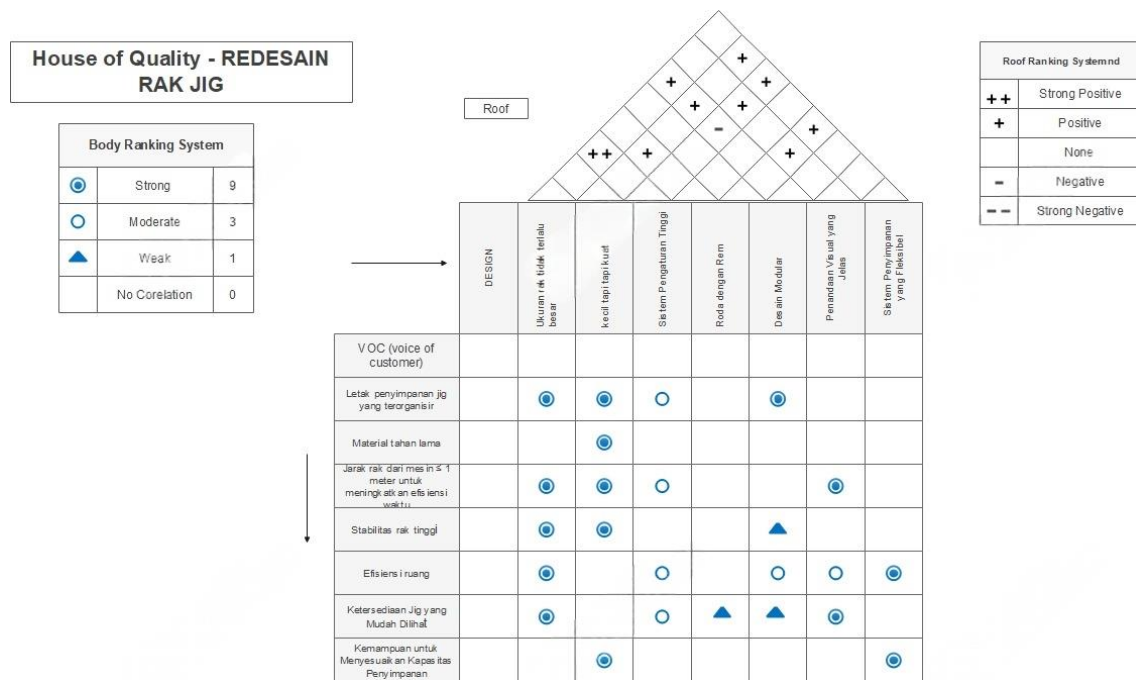 House of Quality - REDESAIN
RAK JIG
Body Ranking System
Strong 9
Moderate 3
Weak 1
No Corelation 0
Roof
++
+
+
+
+
+
+
-
+
+
+
Roof Ranking Systemnd
++ Strong Positive
+ Positive
None
- Negative
-- Strong Negative
DESIGN
Ukuran rak tidak terlalu
besar
kecil tapi tapi kuat
Sistem Pengaturan Tinggi
Roda dengan Rem
Desain Modular
Penandaan Visual yang
Jelas
Sistem Penyimpanan
yang Fleksibel
VOC (voice of
customer)
Letak penyimpanan jig
yang terorganisir
Material tahan lama
Jarak rak dari mesin ≤ 1
meter untuk
meningkatkan efisiensi
waktu
Stabilitas rak tinggi
Efisiensi ruang
Ketersediaan Jig yang
Mudah Dilihat
Kemampuan untuk
Menyesuaikan Kapasitas
Penyimpanan